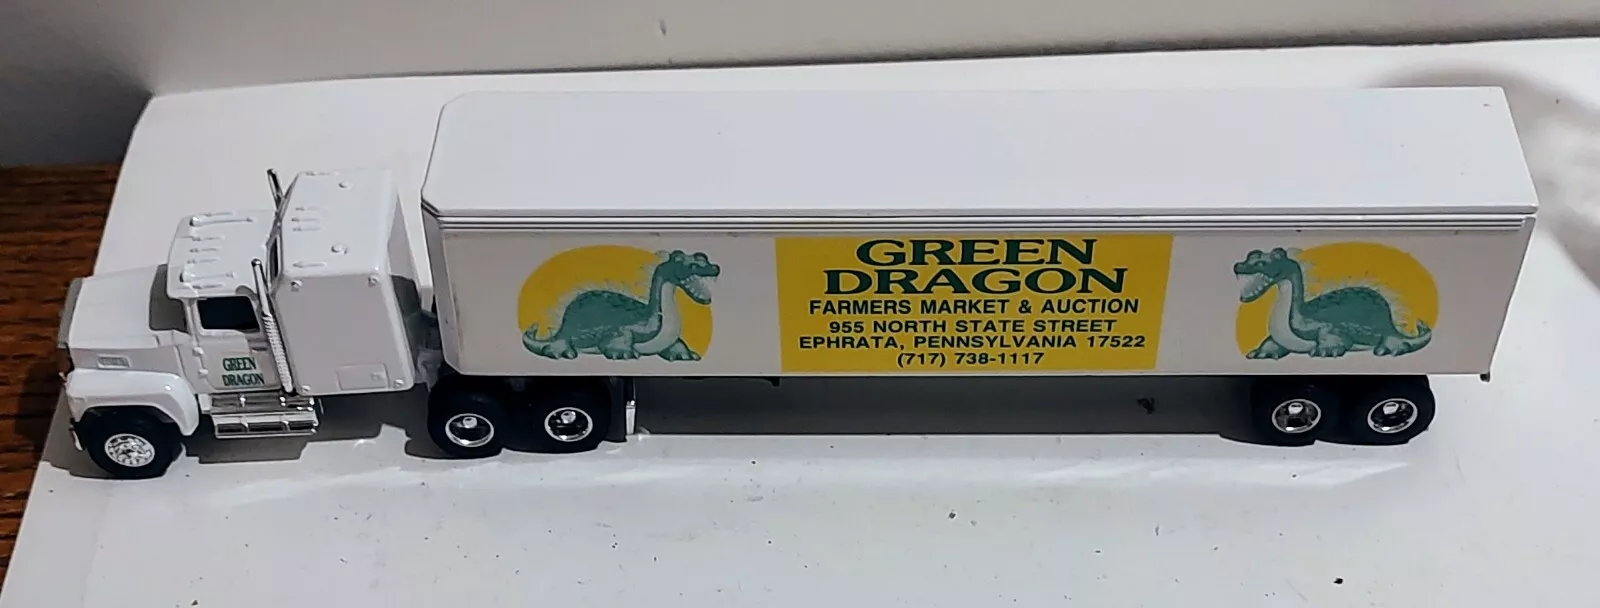 GREEN
DRAGON
GREEN
DRAGON
FARMERS MARKET & AUCTION
955 NORTH STATE STREET
EPHRATA, PENNSYLVANIA 17522
(717) 738-1117